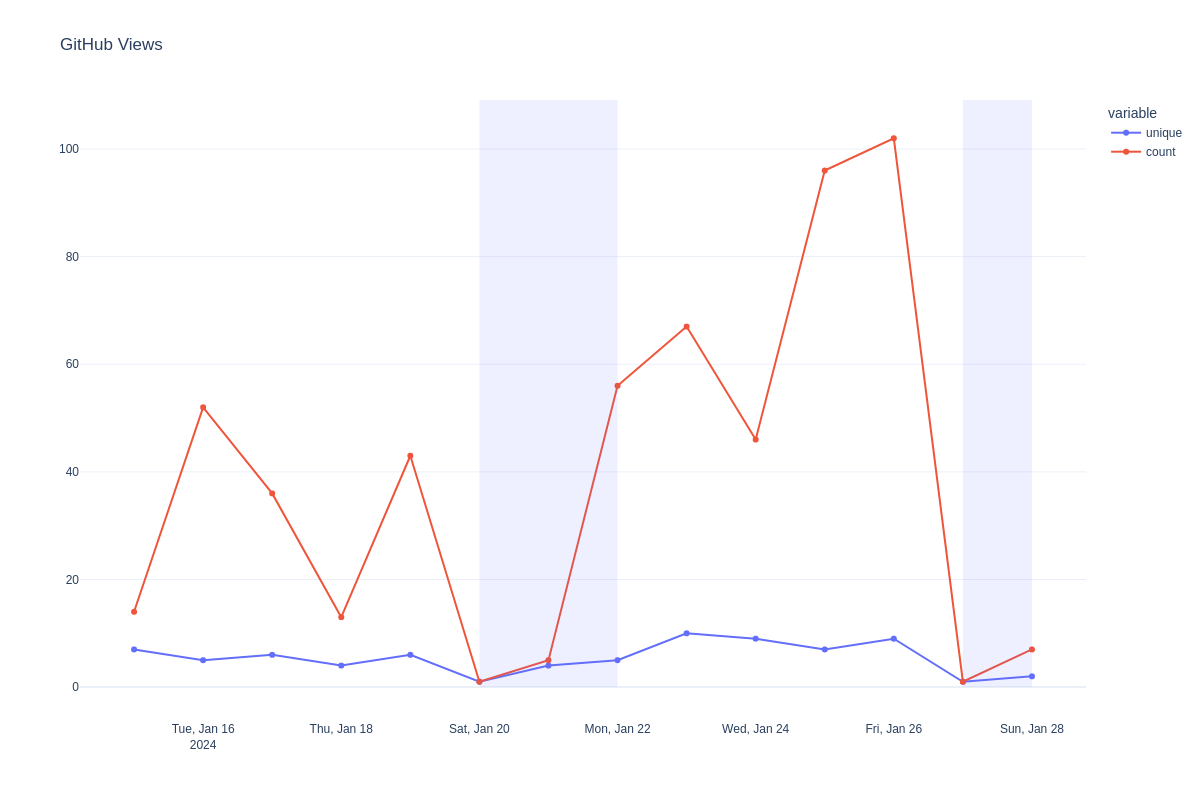 GitHub Views
variable
unique
count
100
80
60
40
20
0
Tue, Jan 16
2024
Thu, Jan 18
Sat, Jan 20
Mon, Jan 22
Wed, Jan 24
Fri, Jan 26
Sun, Jan 28